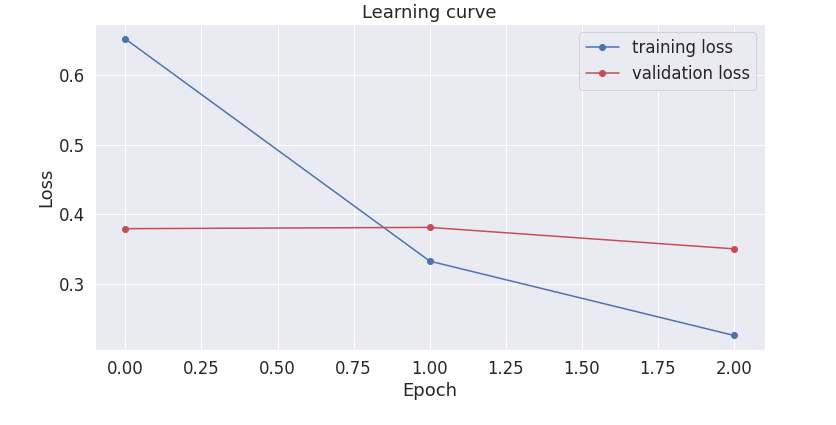 Learning curve
training loss
validation loss
Loss
0.6
0.5
0.4
0.3
0.00 0.25 0.50 0.75 1.00 1.25 1.50 1.75 2.00
Epoch